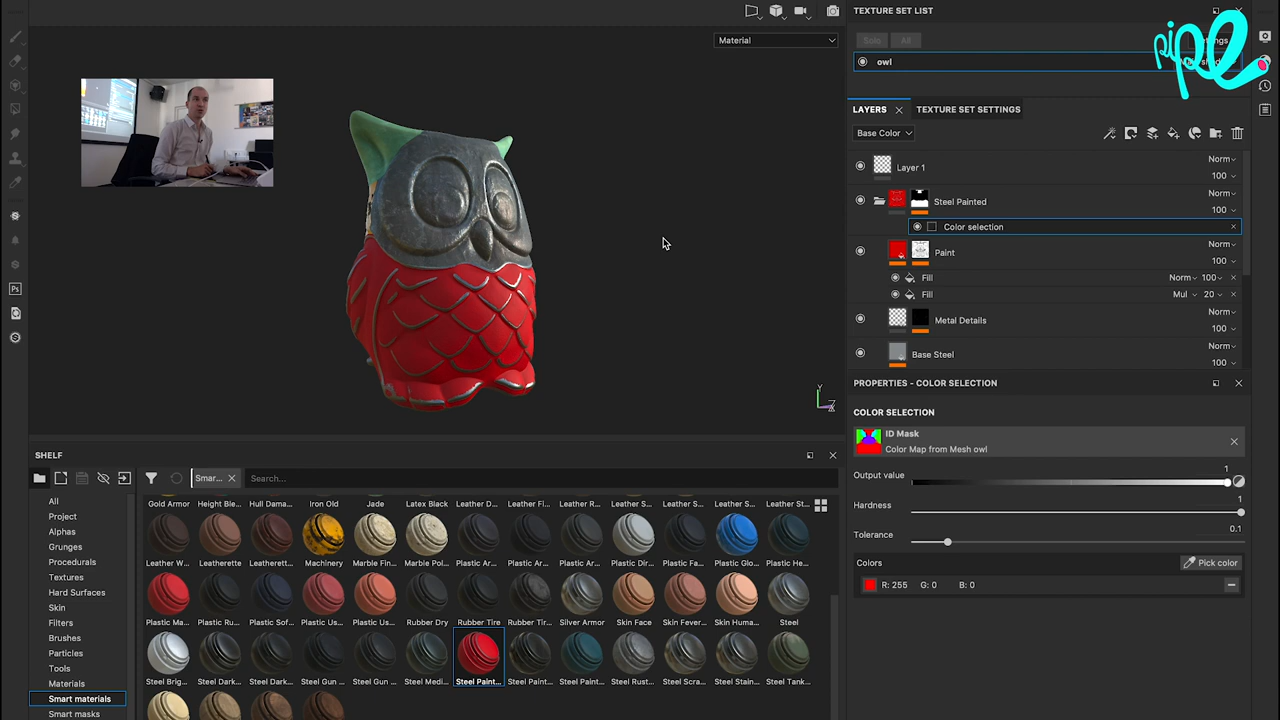 TEXTURE SET LIST
pipe
Solo
All
Settings
owl
Material
LAYERS
TEXTURE SET SETTINGS
Base Color
Layer 1
Norm
100
Steel Painted
Norm
100
Color selection
Paint
Norm
100
Fill
Norm
100
Fill
Mul
20
Metal Details
Norm
100
Base Steel
Norm
100
PROPERTIES - COLOR SELECTION
COLOR SELECTION
ID Mask
Color Map from Mesh owl
Output value
1
Hardness
1
Tolerance
0.1
Colors
Pick color
R: 255 G: 0 B: 0
Y
Z
Ps
SHELF
Smar...
Search...
All
Project
Alphas
Grunges
Procedurals
Textures
Hard Surfaces
Skin
Filters
Brushes
Particles
Tools
Materials
Smart materials
Smart masks
Gold Armor
Height Ble...
Hull Dama...
Iron Old
Jade
Latex Black
Leather D...
Leather Fi...
Leather R...
Leather S...
Leather S...
Leather S...
Leather St...
Leather W...
Leatherette
Leatherett...
Machinery
Marble Fin...
Marble Pol...
Plastic Ar...
Plastic Ar...
Plastic Ar...
Plastic Dir...
Plastic Fa...
Plastic Glo...
Plastic He...
Plastic Ma...
Plastic Ru...
Plastic Sof...
Plastic Us...
Plastic Us...
Rubber Dry
Rubber Tire
Rubber Tir...
Silver Armor
Skin Face
Skin Fever...
Skin Huma...
Steel
Steel Brig...
Steel Dark...
Steel Dark...
Steel Gun ...
Steel Gun ...
Steel Medi...
Steel Paint...
Steel Paint...
Steel Paint...
Steel Rust...
Steel Scra...
Steel Stain...
Steel Tank...